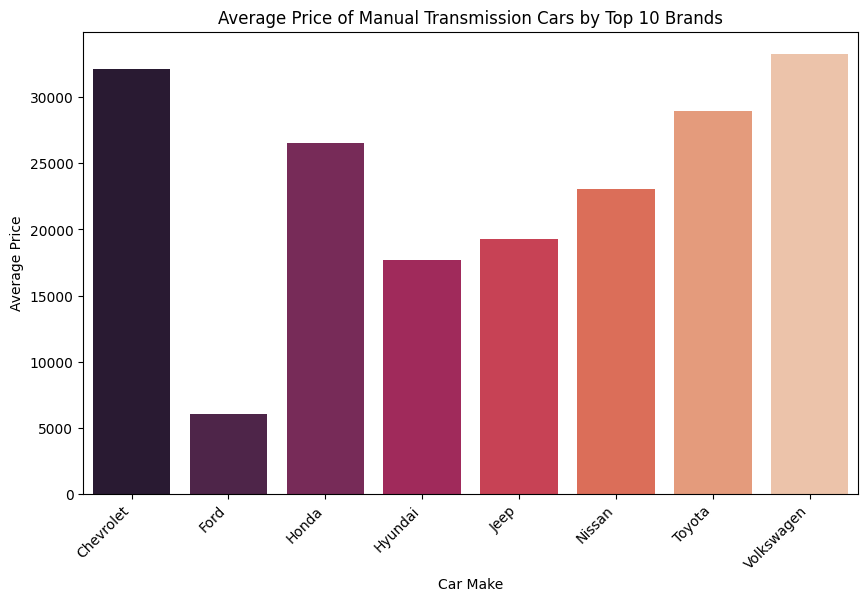 Average Price of Manual Transmission Cars by Top 10 Brands
Average Price
30000
25000
20000
15000
10000
5000
0
Chevrolet
Ford
Honda
Hyundai
Jeep
Nissan
Toyota
Volkswagen
Car Make